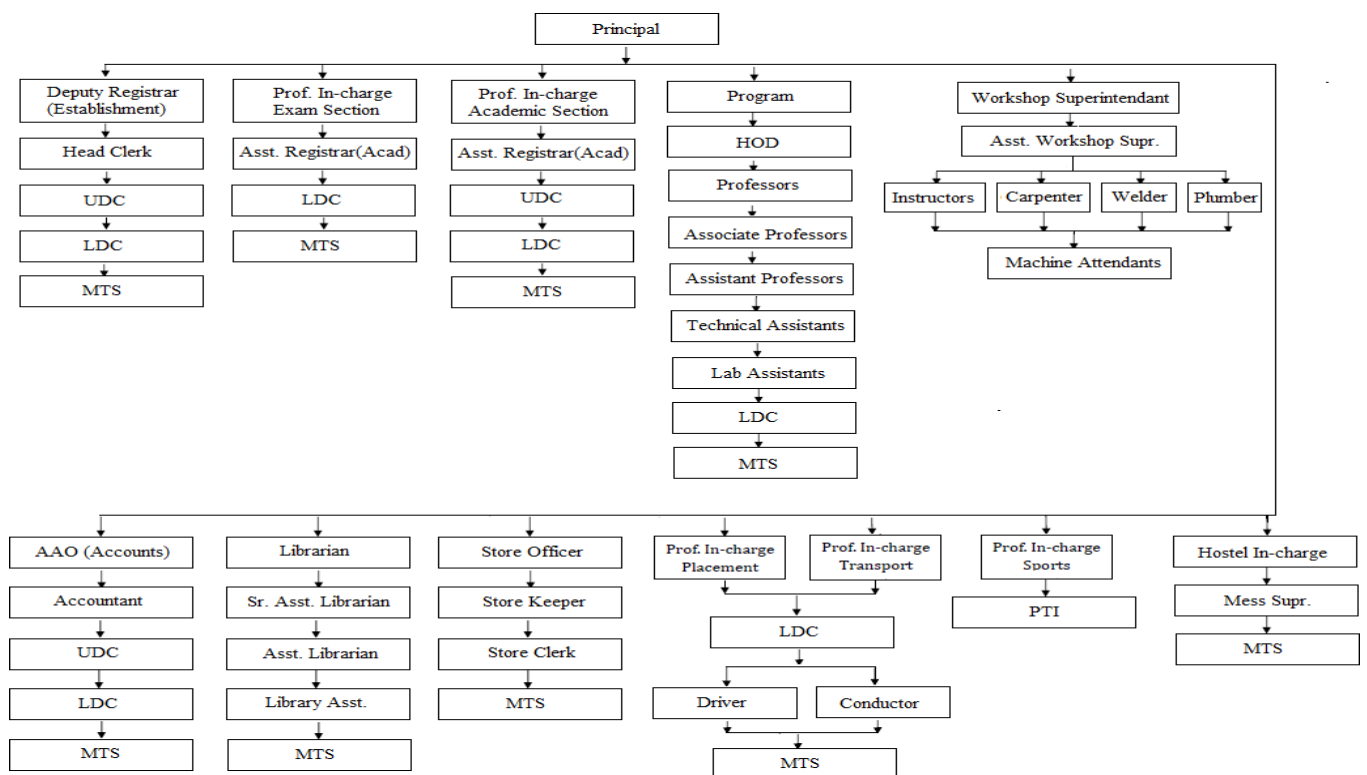 Principal
Deputy Registrar
(Establishment)
Head Clerk
UDC
LDC
MTS
Prof. In-charge
Exam Section
Asst. Registrar(Acad)
LDC
MTS
Prof. In-charge
Academic Section
Asst. Registrar(Acad)
UDC
LDC
MTS
Program
HOD
Professors
Associate Professors
Assistant Professors
Technical Assistants
Lab Assistants
LDC
MTS
Workshop Superintendant
Asst. Workshop Supr.
Instructors
Carpenter
Welder
Plumber
Machine Attendants
AAO (Accounts)
Accountant
UDC
LDC
MTS
Librarian
Sr. Asst. Librarian
Asst. Librarian
Library Asst.
MTS
Store Officer
Store Keeper
Store Clerk
MTS
Prof. In-charge
Placement
Prof. In-charge
Transport
LDC
Driver
Conductor
MTS
Prof. In-charge
Sports
PTI
Hostel In-charge
Mess Supr.
MTS